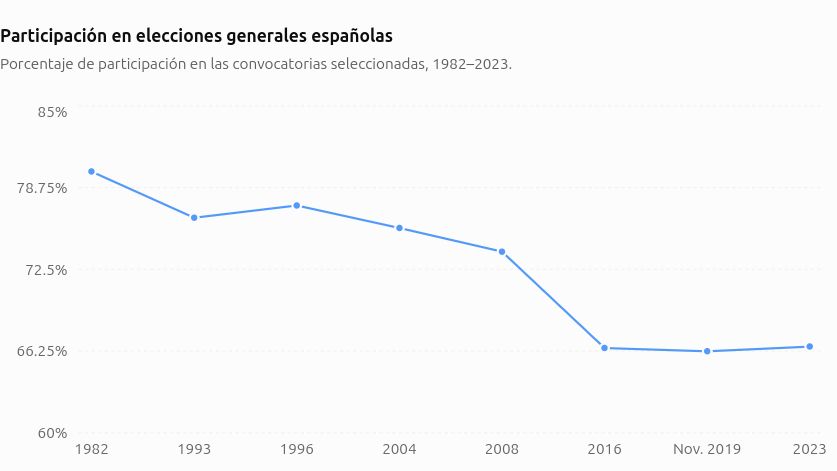 Participación en elecciones generales españolas
Porcentaje de participación en las convocatorias seleccionadas, 1982–2023.
85%
78.75%
72.5%
66.25%
60%
1982 1993 1996 2004 2008 2016 Nov. 2019 2023